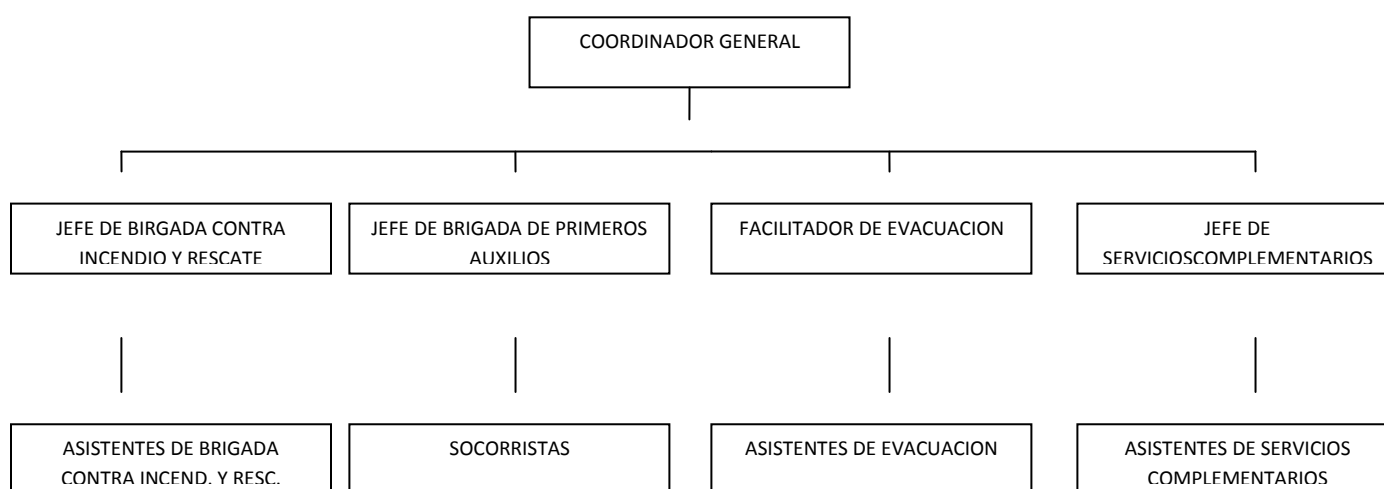 COORDINADOR GENERAL
JEFE DE BIRGADA CONTRA
INCENDIO Y RESCATE
JEFE DE BRIGADA DE PRIMEROS
AUXILIOS
FACILITADOR DE EVACUACION
JEFE DE
SERVICIOSCOMPLEMENTARIOS
ASISTENTES DE BRIGADA
CONTRA INCEND. Y RESC.
SOCORRISTAS
ASISTENTES DE EVACUACION
ASISTENTES DE SERVICIOS
COMPLEMENTARIOS